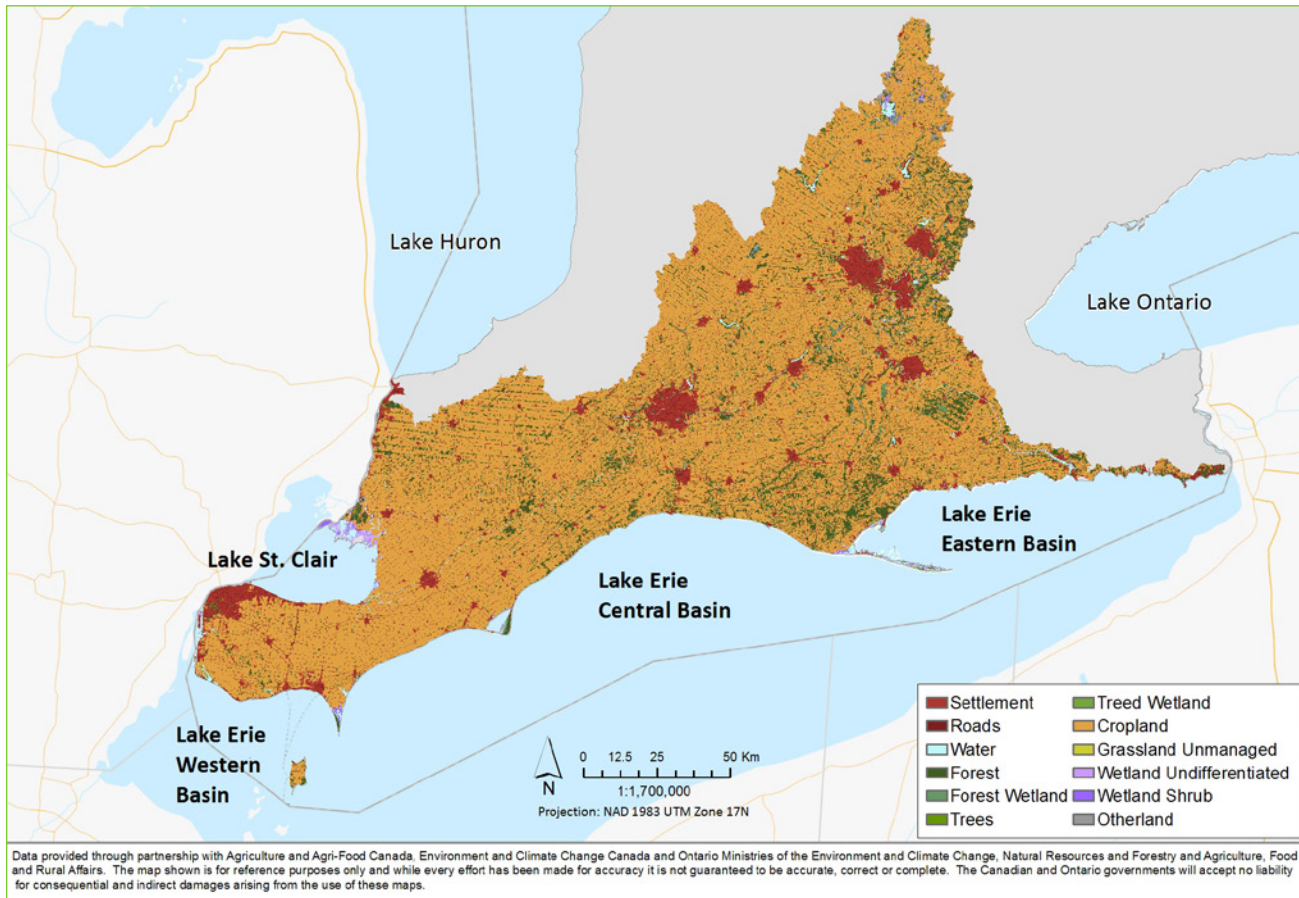 Lake Huron
Lake Ontario
Lake St. Clair
Lake Erie
Eastern Basin
Lake Erie
Central Basin
Lake Erie
Western
Basin
N
0 12.5 25 50 Km
1:1,700,000
Projection: NAD 1983 UTM Zone 17N
Settlement
Roads
Water
Forest
Forest Wetland
Trees
Treed Wetland
Cropland
Grassland Unmanaged
Wetland Undifferentiated
Wetland Shrub
Otherland
Data provided through partnership with Agriculture and Agri-Food Canada, Environment and Climate Change Canada and Ontario Ministries of the Environment and Climate Change, Natural Resources and Forestry and Agriculture, Food
and Rural Affairs. The map shown is for reference purposes only and while every effort has been made for accuracy it is not guaranteed to be accurate, correct or complete. The Canadian and Ontario governments will accept no liability
for consequential and indirect damages arising from the use of these maps.